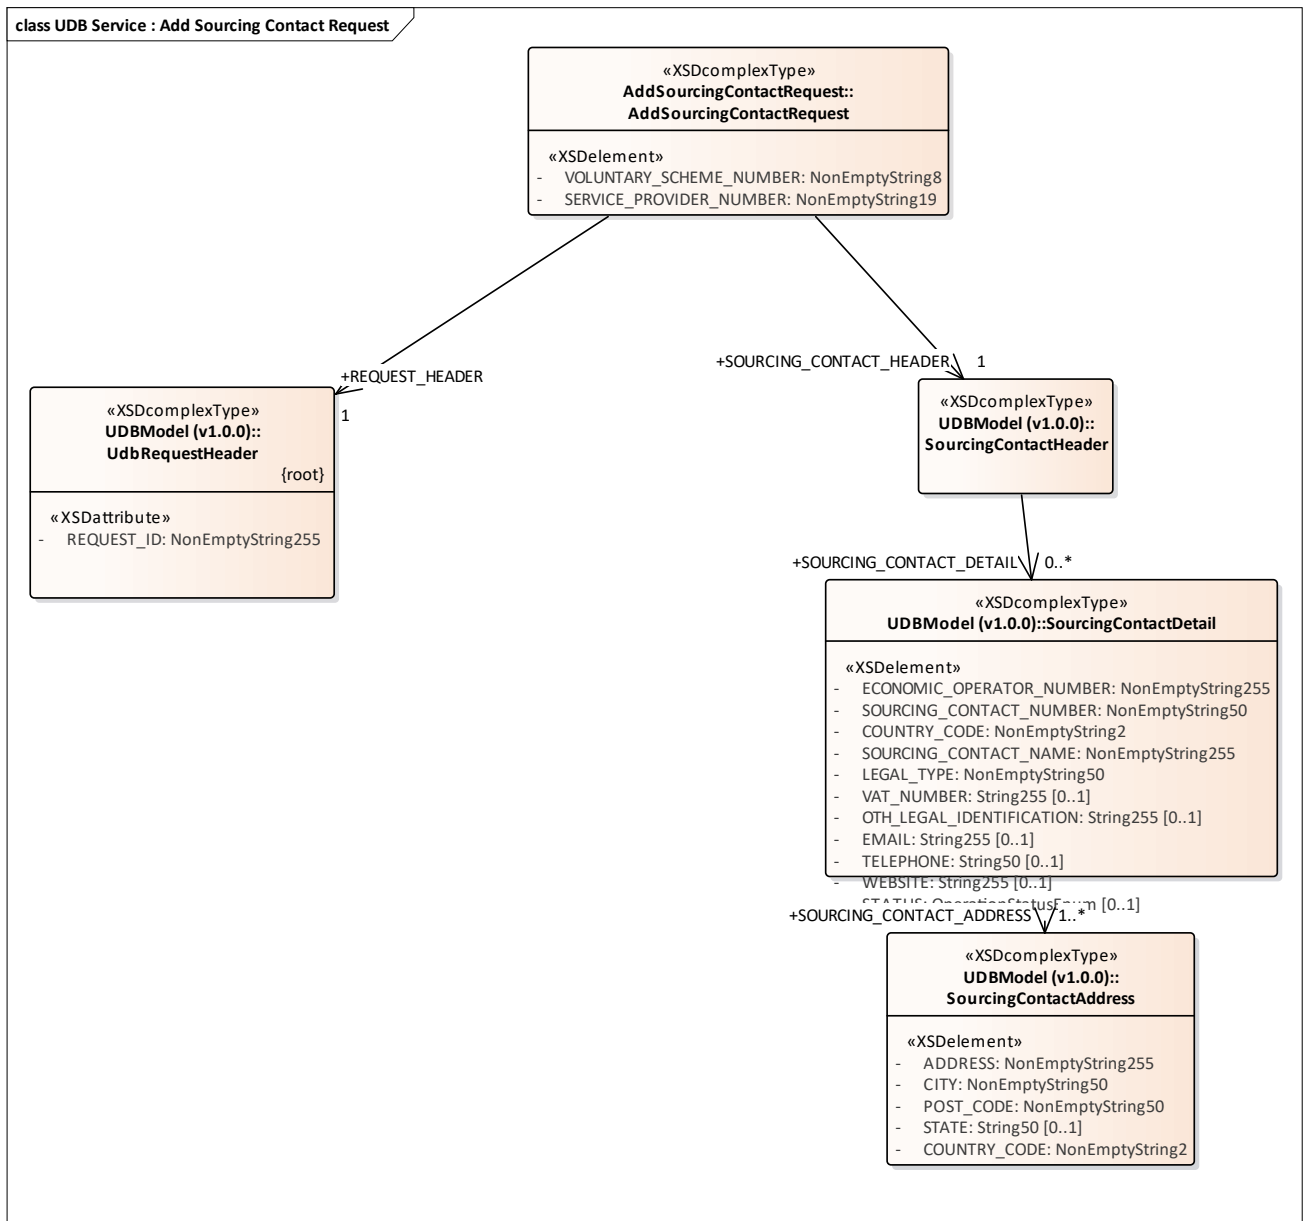 class UDB Service : Add Sourcing Contact Request
«XSDcomplexType»
AddSourcingContactRequest::
AddSourcingContactRequest
«XSDelement»
- VOLUNTARY_SCHEME_NUMBER: NonEmptyString8
- SERVICE_PROVIDER_NUMBER: NonEmptyString19
+REQUEST_HEADER
1
+SOURCING_CONTACT_HEADER
1
«XSDcomplexType»
UDBModel (v1.0.0)::
UdbRequestHeader
{root}
«XSDattribute»
- REQUEST_ID: NonEmptyString255
«XSDcomplexType»
UDBModel (v1.0.0)::
SourcingContactHeader
+SOURCING_CONTACT_DETAIL
0..*
«XSDcomplexType»
UDBModel (v1.0.0)::SourcingContactDetail
«XSDelement»
- ECONOMIC_OPERATOR_NUMBER: NonEmptyString255
- SOURCING_CONTACT_NUMBER: NonEmptyString50
- COUNTRY_CODE: NonEmptyString2
- SOURCING_CONTACT_NAME: NonEmptyString255
- LEGAL_TYPE: NonEmptyString50
- VAT_NUMBER: String255 [0..1]
- OTH_LEGAL_IDENTIFICATION: String255 [0..1]
- EMAIL: String255 [0..1]
- TELEPHONE: String50 [0..1]
- WEBSITE: String255 [0..1]
STATUS: OperationStatusEnum [0..1]
+SOURCING_CONTACT_ADDRESS
1..*
«XSDcomplexType»
UDBModel (v1.0.0)::
SourcingContactAddress
«XSDelement»
- ADDRESS: NonEmptyString255
- CITY: NonEmptyString50
- POST_CODE: NonEmptyString50
- STATE: String50 [0..1]
- COUNTRY_CODE: NonEmptyString2